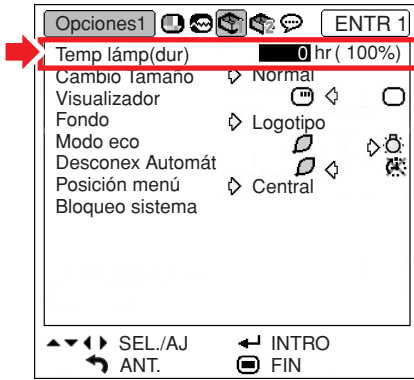 Opciones1 ENTR 1
Temp lámp(dur) 0 hr ( 100%)
Cambio Tamaño Normal
Visualizador
Fondo Logotipo
Modo eco
Desconex Automát
Posición menú Central
Bloqueo sistema
SEL./AJ INTRO
ANT. FIN